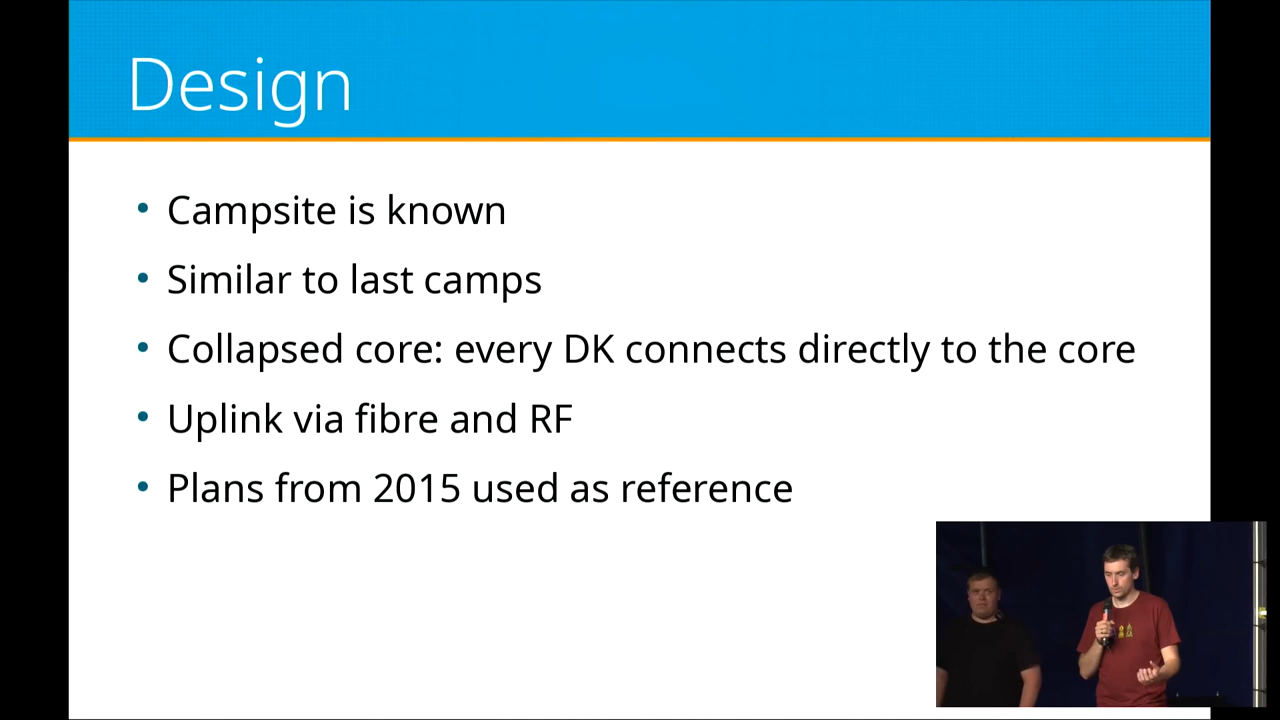 Design
Campsite is known
Similar to last camps
Collapsed core: every DK connects directly to the core
Uplink via fibre and RF
Plans from 2015 used as reference